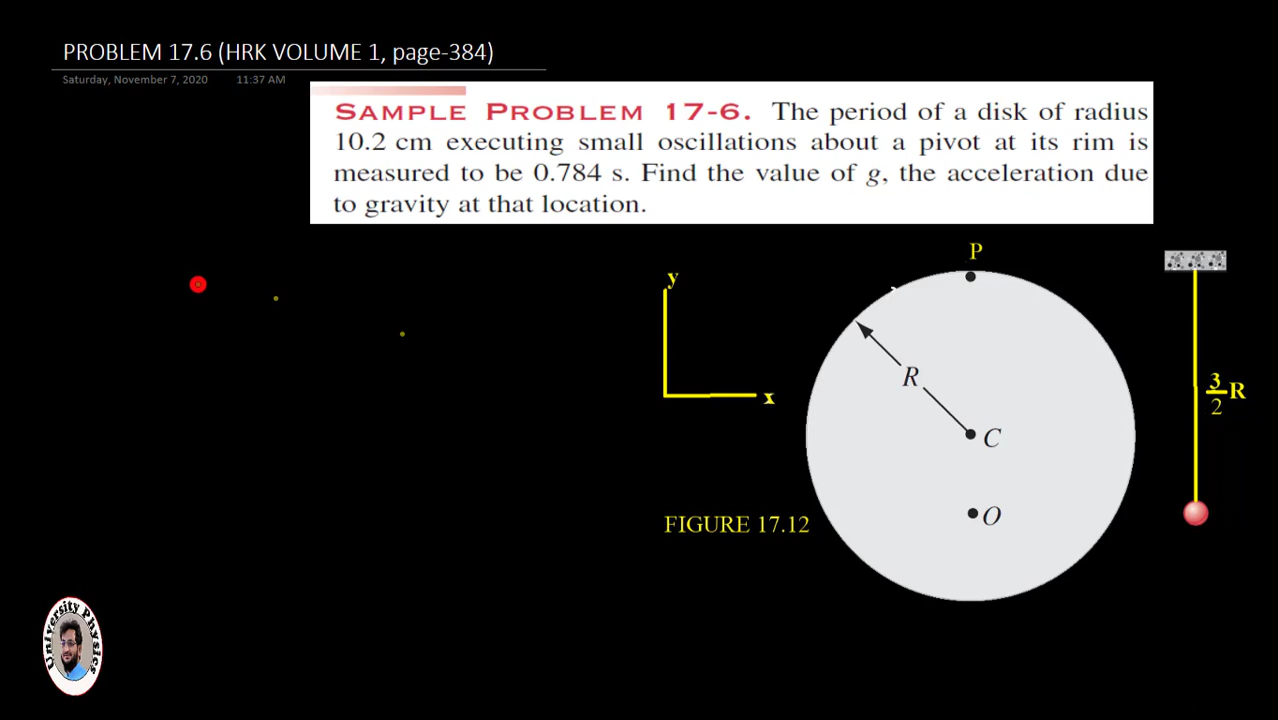 PROBLEM 17.6 (HRK VOLUME 1, page-384)
Saturday, November 7, 2020 11:37 AM
SAMPLE PROBLEM 17-6. The period of a disk of radius
10.2 cm executing small oscillations about a pivot at its rim is
measured to be 0.784 s. Find the value of g, the acceleration due
to gravity at that location.
P
y
R
3/2 R
x
C
O
FIGURE 17.12
University Physics